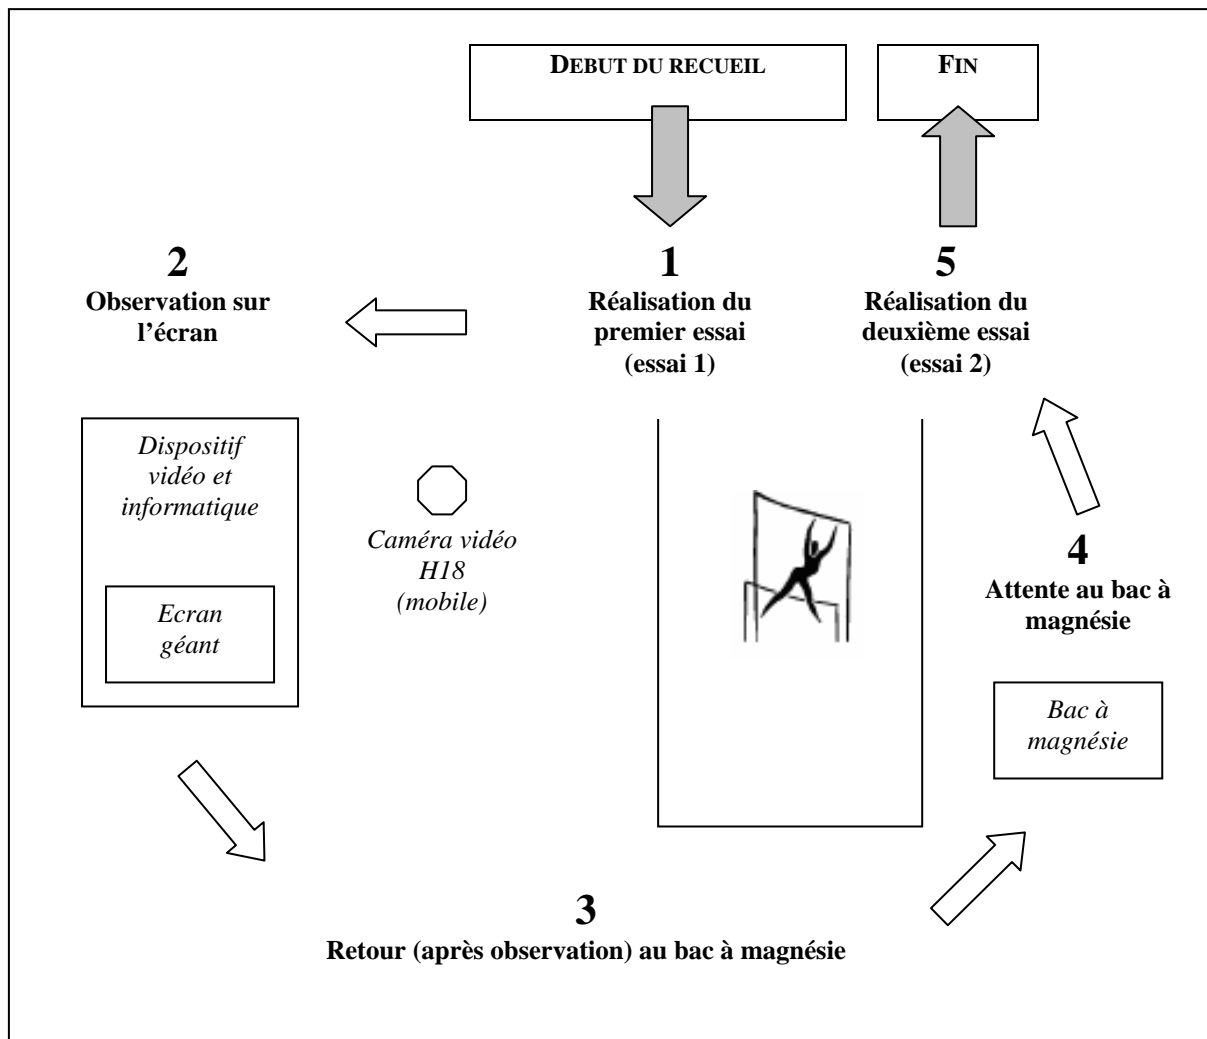 DEBUT DU RECUEIL
FIN
2
Observation sur
l'écran
1
Réalisation du
premier essai
(essai 1)
5
Réalisation du
deuxième essai
(essai 2)
Dispositif
vidéo et
informatique
Ecran
géant
Caméra vidéo
H18
(mobile)
4
Attente au bac à
magnésie
Bac à
magnésie
3
Retour (après observation) au bac à magnésie